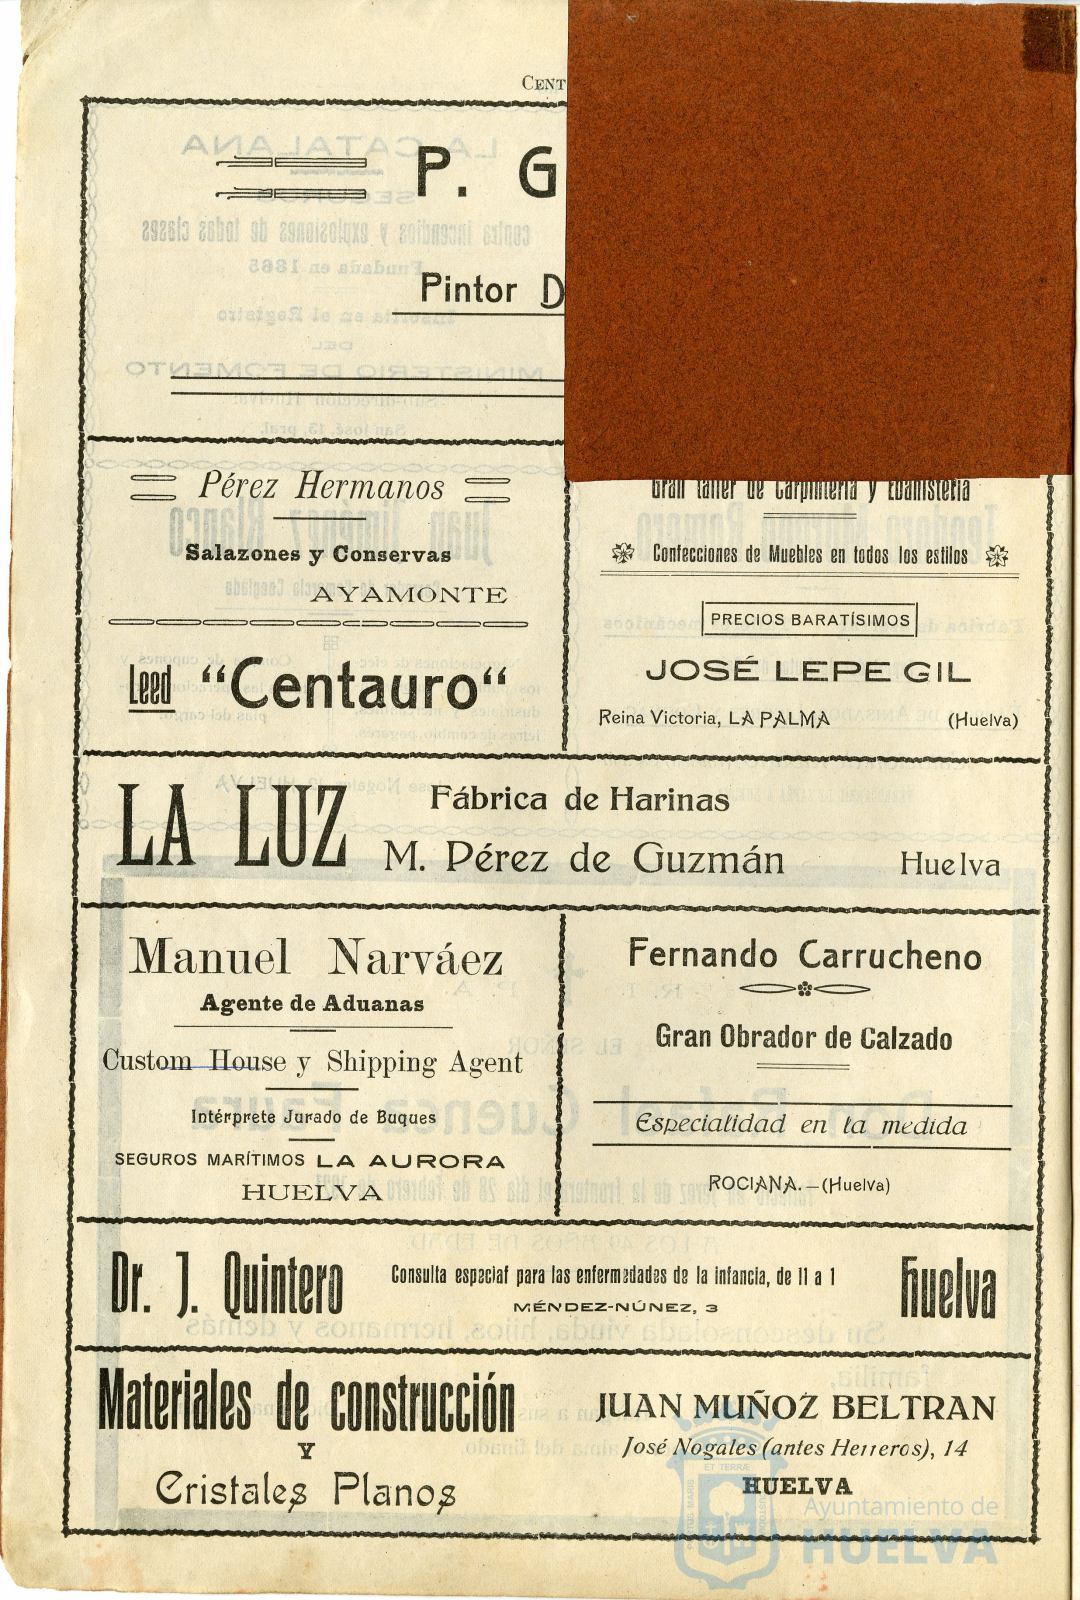 P. G
Pintor
Pérez Hermanos
Salazones y Conservas
AYAMONTE
Leed "Centauro"
Gran taller de Carpintería y Ebanistería
Confecciones de Muebles en todos los estilos
PRECIOS BARATÍSIMOS
JOSÉ LEPE GIL
Reina Victoria, LA PALMA (Huelva)
LA LUZ
Fábrica de Harinas
M. Pérez de Guzmán Huelva
Manuel Narváez
Agente de Aduanas
Custom House y Shipping Agent
Intérprete Jurado de Buques
SEGUROS MARÍTIMOS LA AURORA
HUELVA
Fernando Carrucheno
Gran Obrador de Calzado
Especialidad en la medida
ROCIANA.-(Huelva)
Dr. J. Quintero
Consulta especial para las enfermedades de la infancia, de 11 a 1
MÉNDEZ-NÚNEZ, 3
Huelva
Materiales de construcción
Y
Cristales Planos
JUAN MUÑOZ BELTRAN
José Nogales (antes Herreros), 14
HUELVA
Ayuntamiento de
HUELVA